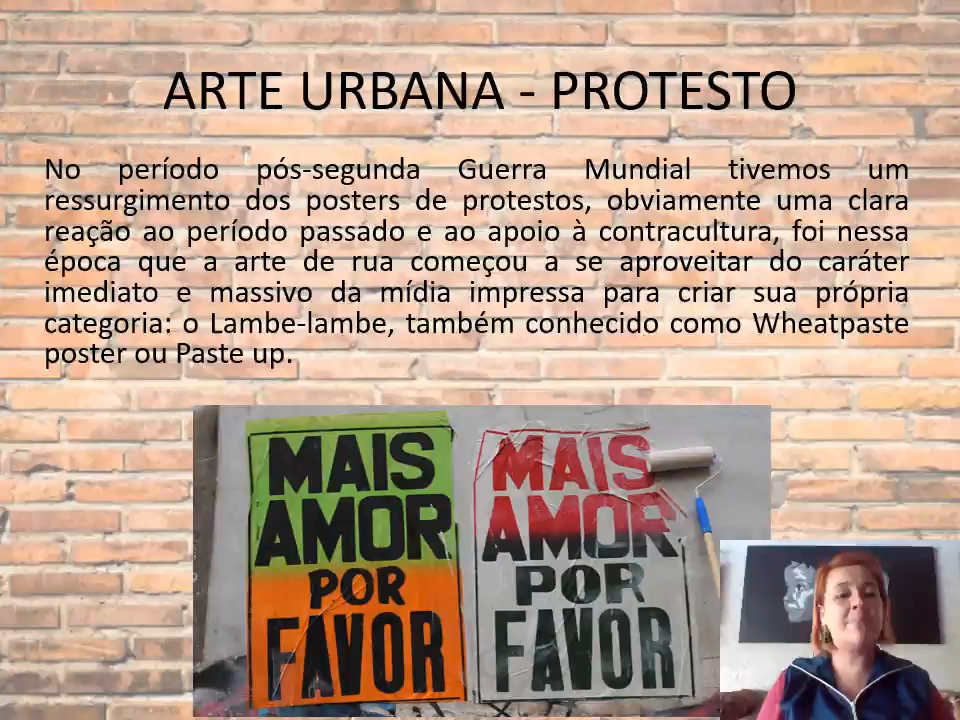 ARTE URBANA - PROTESTO
No período pós-segunda Guerra Mundial tivemos um
ressurgimento dos posters de protestos, obviamente uma clara
reação ao período passado e ao apoio à contracultura, foi nessa
época que a arte de rua começou a se aproveitar do caráter
imediato e massivo da mídia impressa para criar sua própria
categoria: o Lambe-lambe, também conhecido como Wheatpaste
poster ou Paste up.
MAIS
AMOR
POR
FAVOR
MAIS
AMOR
POR
FAVOR